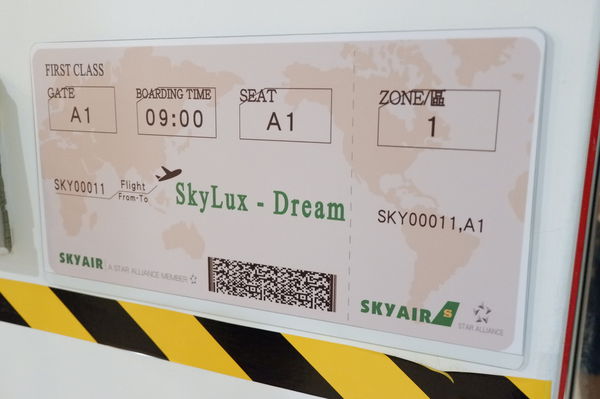 FIRST CLASS
GATE
A1
BOARDING TIME
09:00
SEAT
A1
ZONE/區
1
SKY00011
Flight
From-To
SkyLux - Dream
SKY00011,A1
SKYAIR A STAR ALLIANCE MEMBER
SKYAIR S
STAR ALLIANCE